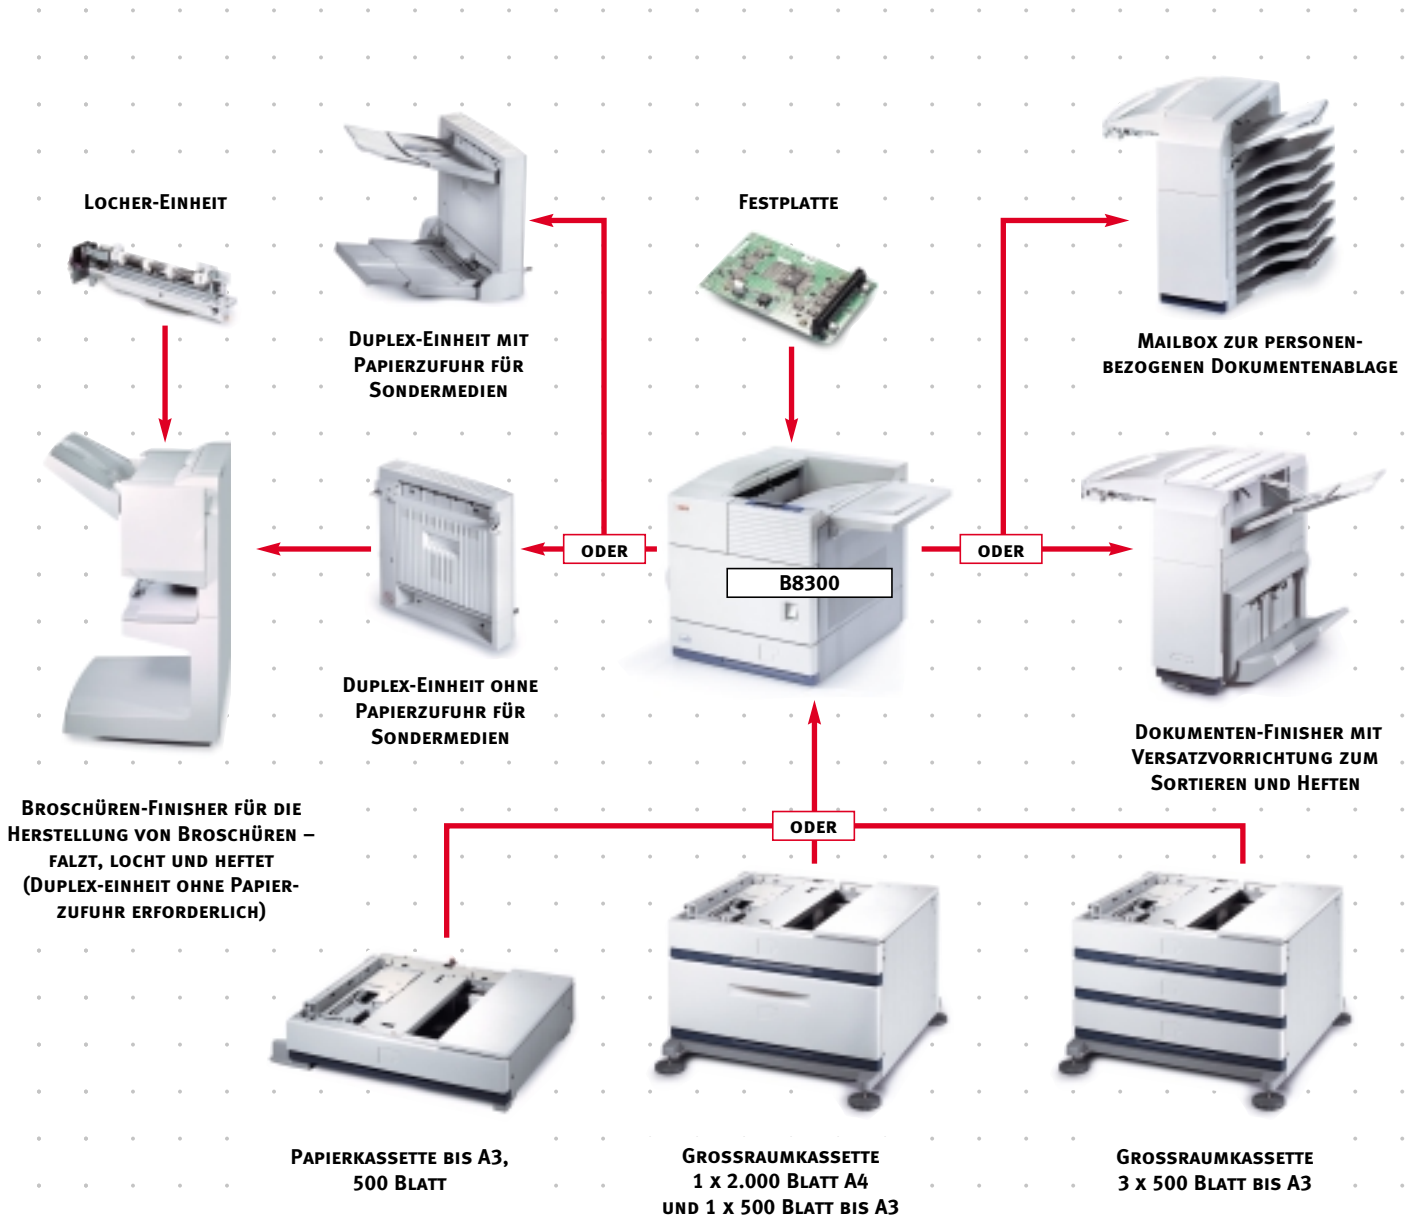 LOCHER-EINHEIT
FESTPLATTE
DUPLEX-EINHEIT MIT
PAPIERZUFUHR FÜR
SONDERMEDIEN
MAILBOX ZUR PERSONEN-
BEZOGENEN DOKUMENTENABLAGE
ODER
B8300
ODER
DUPLEX-EINHEIT OHNE
PAPIERZUFUHR FÜR
SONDERMEDIEN
DOKUMENTEN-FINISHER MIT
VERSATZVORRICHTUNG ZUM
SORTIEREN UND HEFTEN
BROSCHÜREN-FINISHER FÜR DIE
HERSTELLUNG VON BROSCHÜREN –
FALZT, LOCHT UND HEFTET
(DUPLEX-EINHEIT OHNE PAPIER-
ZUFUHR ERFORDERLICH)
ODER
PAPIERKASSETTE BIS A3,
500 BLATT
GROSSRAUMKASSETTE
1 X 2.000 BLATT A4
UND 1 X 500 BLATT BIS A3
GROSSRAUMKASSETTE
3 X 500 BLATT BIS A3